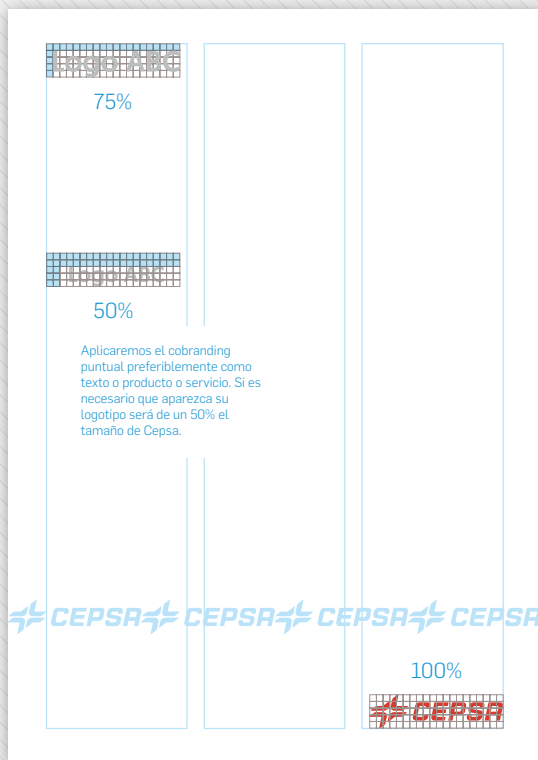 Logo ABC
75%
Logo ABC
50%
Aplicaremos el cobranding
puntual preferiblemente como
texto o producto o servicio. Si es
necesario que aparezca su
logotipo será de un 50% el
tamaño de Cepsa.
CEPSA CEPSA CEPSA CEPSA
100%
CEPSA